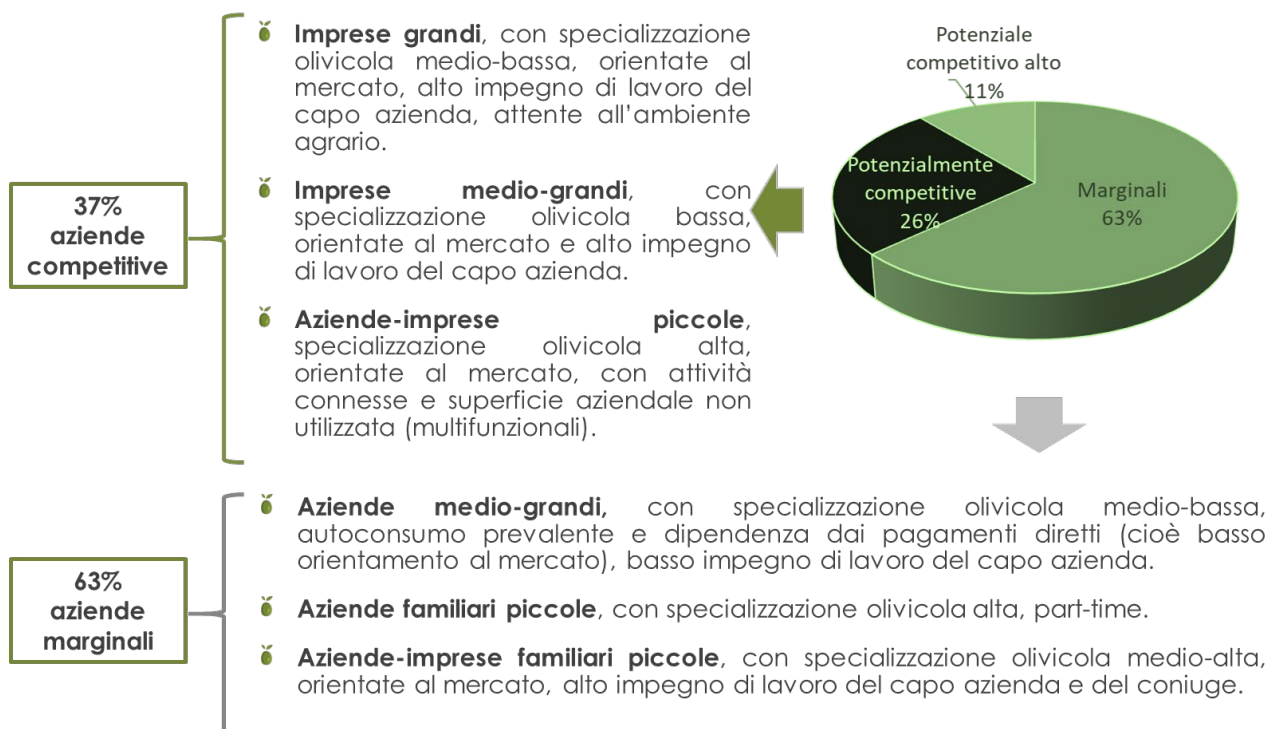 Imprese grandi, con specializzazione
olivicola medio-bassa, orientate al
mercato, alto impegno di lavoro del
capo azienda, attente all'ambiente
agrario.
Imprese medio-grandi, con
specializzazione olivicola bassa,
orientate al mercato e alto impegno
di lavoro del capo azienda.
Aziende-imprese piccole,
specializzazione olivicola alta,
orientate al mercato, con attività
connesse e superficie aziendale non
utilizzata (multifunzionali).
37%
aziende
competitive
Potenziale
competitivo alto
11%
Potenzialmente
competitive
26%
Marginali
63%
Aziende medio-grandi, con specializzazione olivicola medio-bassa,
autoconsumo prevalente e dipendenza dai pagamenti diretti (cioè basso
orientamento al mercato), basso impegno di lavoro del capo azienda.
Aziende familiari piccole, con specializzazione olivicola alta, part-time.
Aziende-imprese familiari piccole, con specializzazione olivicola medio-alta,
orientate al mercato, alto impegno di lavoro del capo azienda e del coniuge.
63%
aziende
marginali